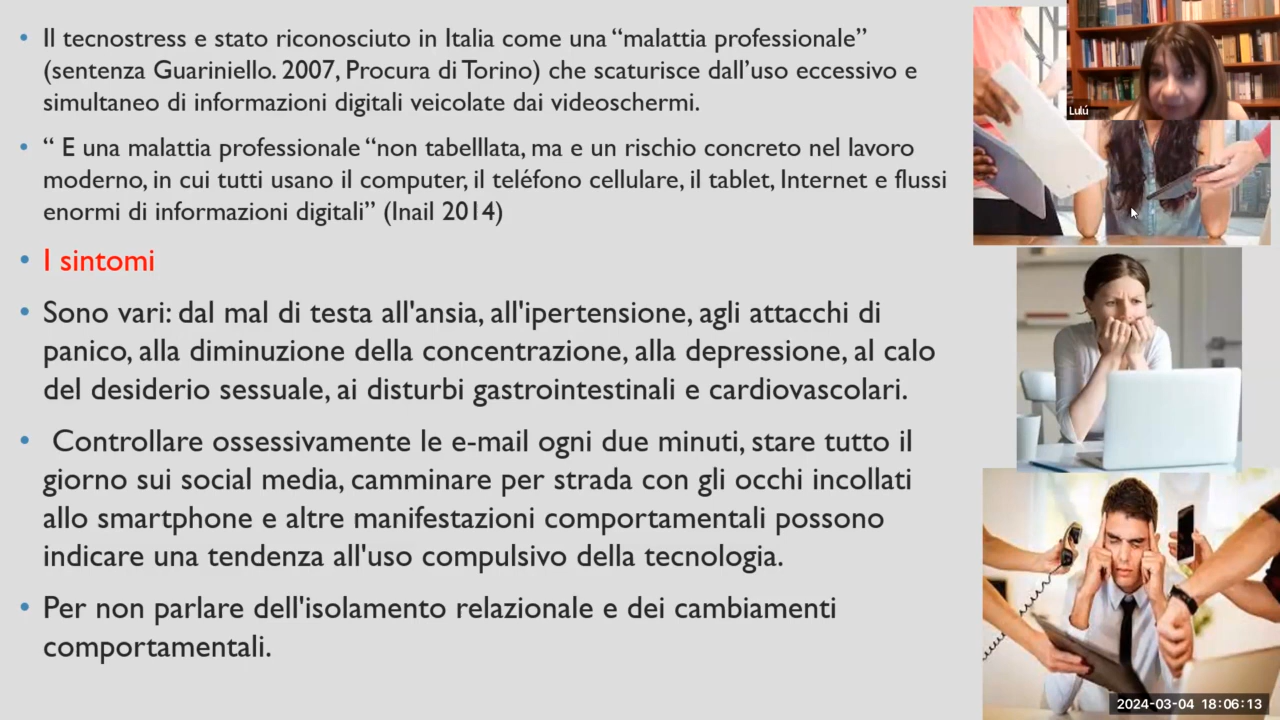 Il tecnostress e stato riconosciuto in Italia come una “malattia professionale”
(sentenza Guariniello. 2007, Procura di Torino) che scaturisce dall’uso eccessivo e
simultaneo di informazioni digitali veicolate dai videoschermi.
“ E una malattia professionale “non tabelllata, ma e un rischio concreto nel lavoro
moderno, in cui tutti usano il computer, il teléfono cellulare, il tablet, Internet e flussi
enormi di informazioni digitali” (Inail 2014)
I sintomi
Sono vari: dal mal di testa all'ansia, all'ipertensione, agli attacchi di
panico, alla diminuzione della concentrazione, alla depressione, al calo
del desiderio sessuale, ai disturbi gastrointestinali e cardiovascolari.
Controllare ossessivamente le e-mail ogni due minuti, stare tutto il
giorno sui social media, camminare per strada con gli occhi incollati
allo smartphone e altre manifestazioni comportamentali possono
indicare una tendenza all'uso compulsivo della tecnologia.
Per non parlare dell'isolamento relazionale e dei cambiamenti
comportamentali.
Lulú
2024-03-04 18:06:13